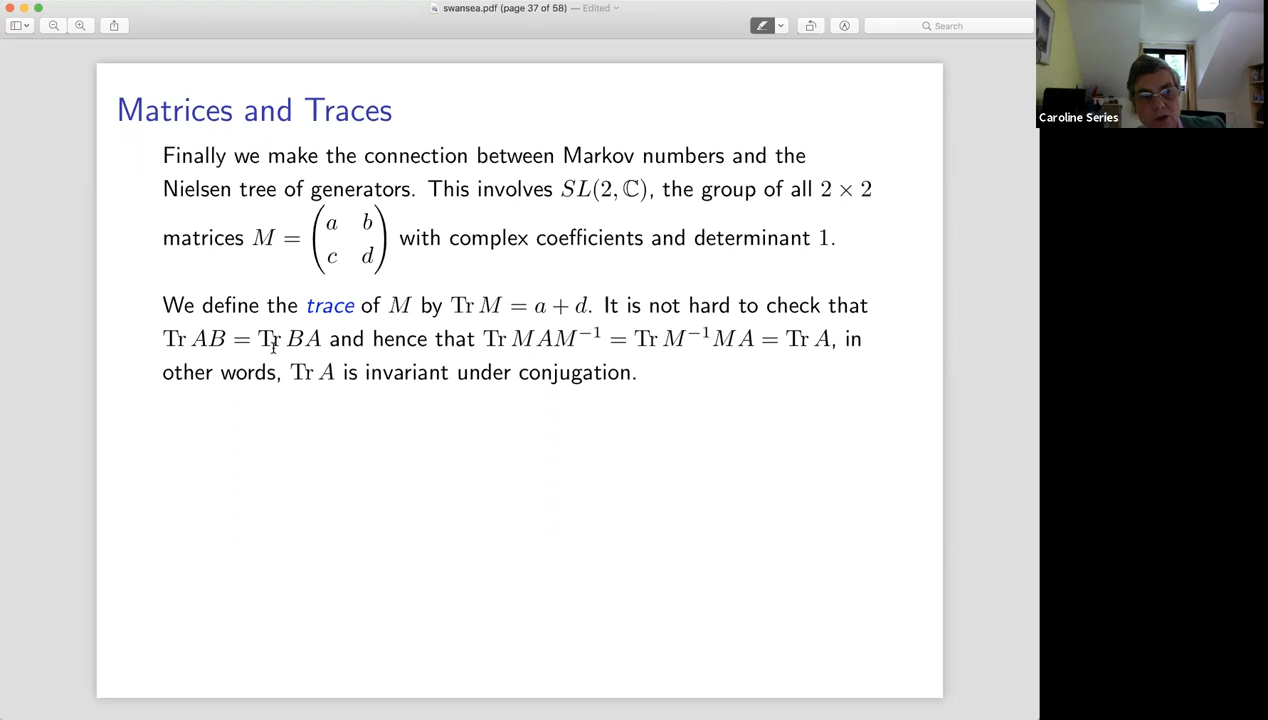 swansea.pdf (page 37 of 58) — Edited
Search
Caroline Series
Matrices and Traces
Finally we make the connection between Markov numbers and the
Nielsen tree of generators. This involves SL(2, ℂ), the group of all 2 × 2
matrices M = (a b; c d) with complex coefficients and determinant 1.
We define the trace of M by Tr M = a + d. It is not hard to check that
Tr AB = Tr BA and hence that Tr MAM⁻¹ = Tr M⁻¹MA = Tr A, in
other words, Tr A is invariant under conjugation.